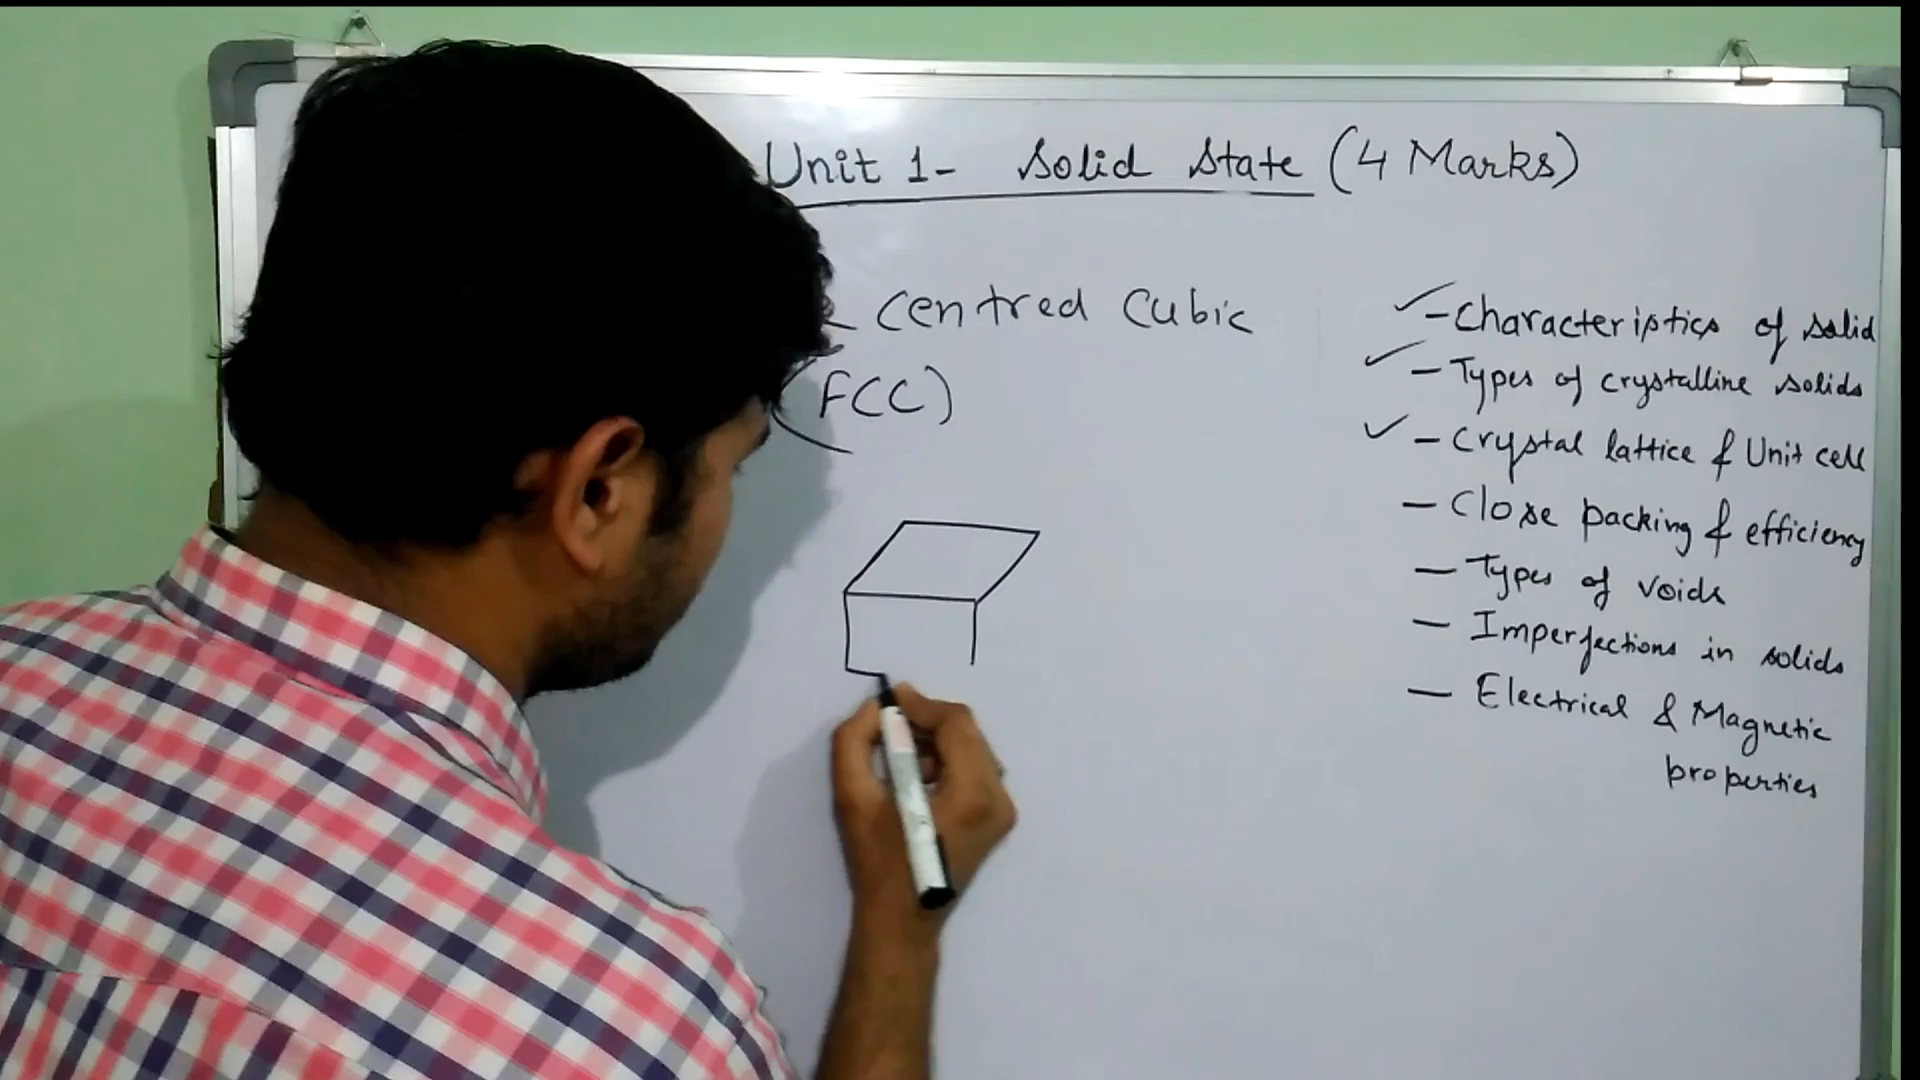 Unit 1- Solid State (4 Marks)
Centred Cubic
(FCC)
- Characteristics of Solid
- Types of crystalline solids
- Crystal lattice & Unit cell
- Close packing & efficiency
- Types of voids
- Imperfections in solids
- Electrical & Magnetic
properties